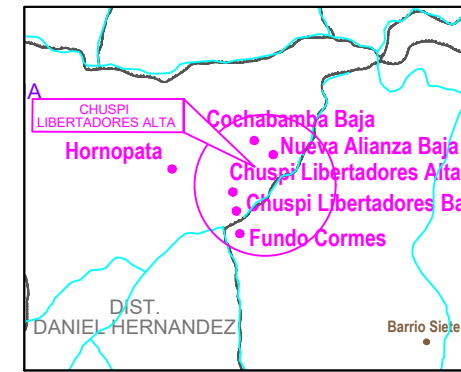 A
CHUSPI
LIBERTADORES ALTA
Cochabamba Baja
Nueva Alianza Baja
Hornopata
Chuspi Libertadores Alta
Chuspi Libertadores Ba
Fundo Cormes
DIST.
DANIEL HERNANDEZ
Barrio Siete